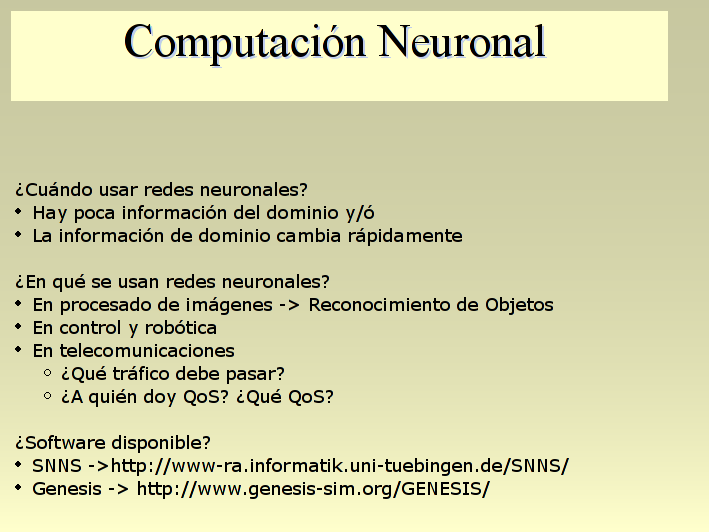 Computación Neuronal
¿Cuándo usar redes neuronales?
• Hay poca información del dominio y/ó
• La información de dominio cambia rápidamente
¿En qué se usan redes neuronales?
• En procesado de imágenes -> Reconocimiento de Objetos
• En control y robótica
• En telecomunicaciones
○ ¿Qué tráfico debe pasar?
○ ¿A quién doy QoS? ¿Qué QoS?
¿Software disponible?
• SNNS ->http://www-ra.informatik.uni-tuebingen.de/SNNS/
• Genesis -> http://www.genesis-sim.org/GENESIS/